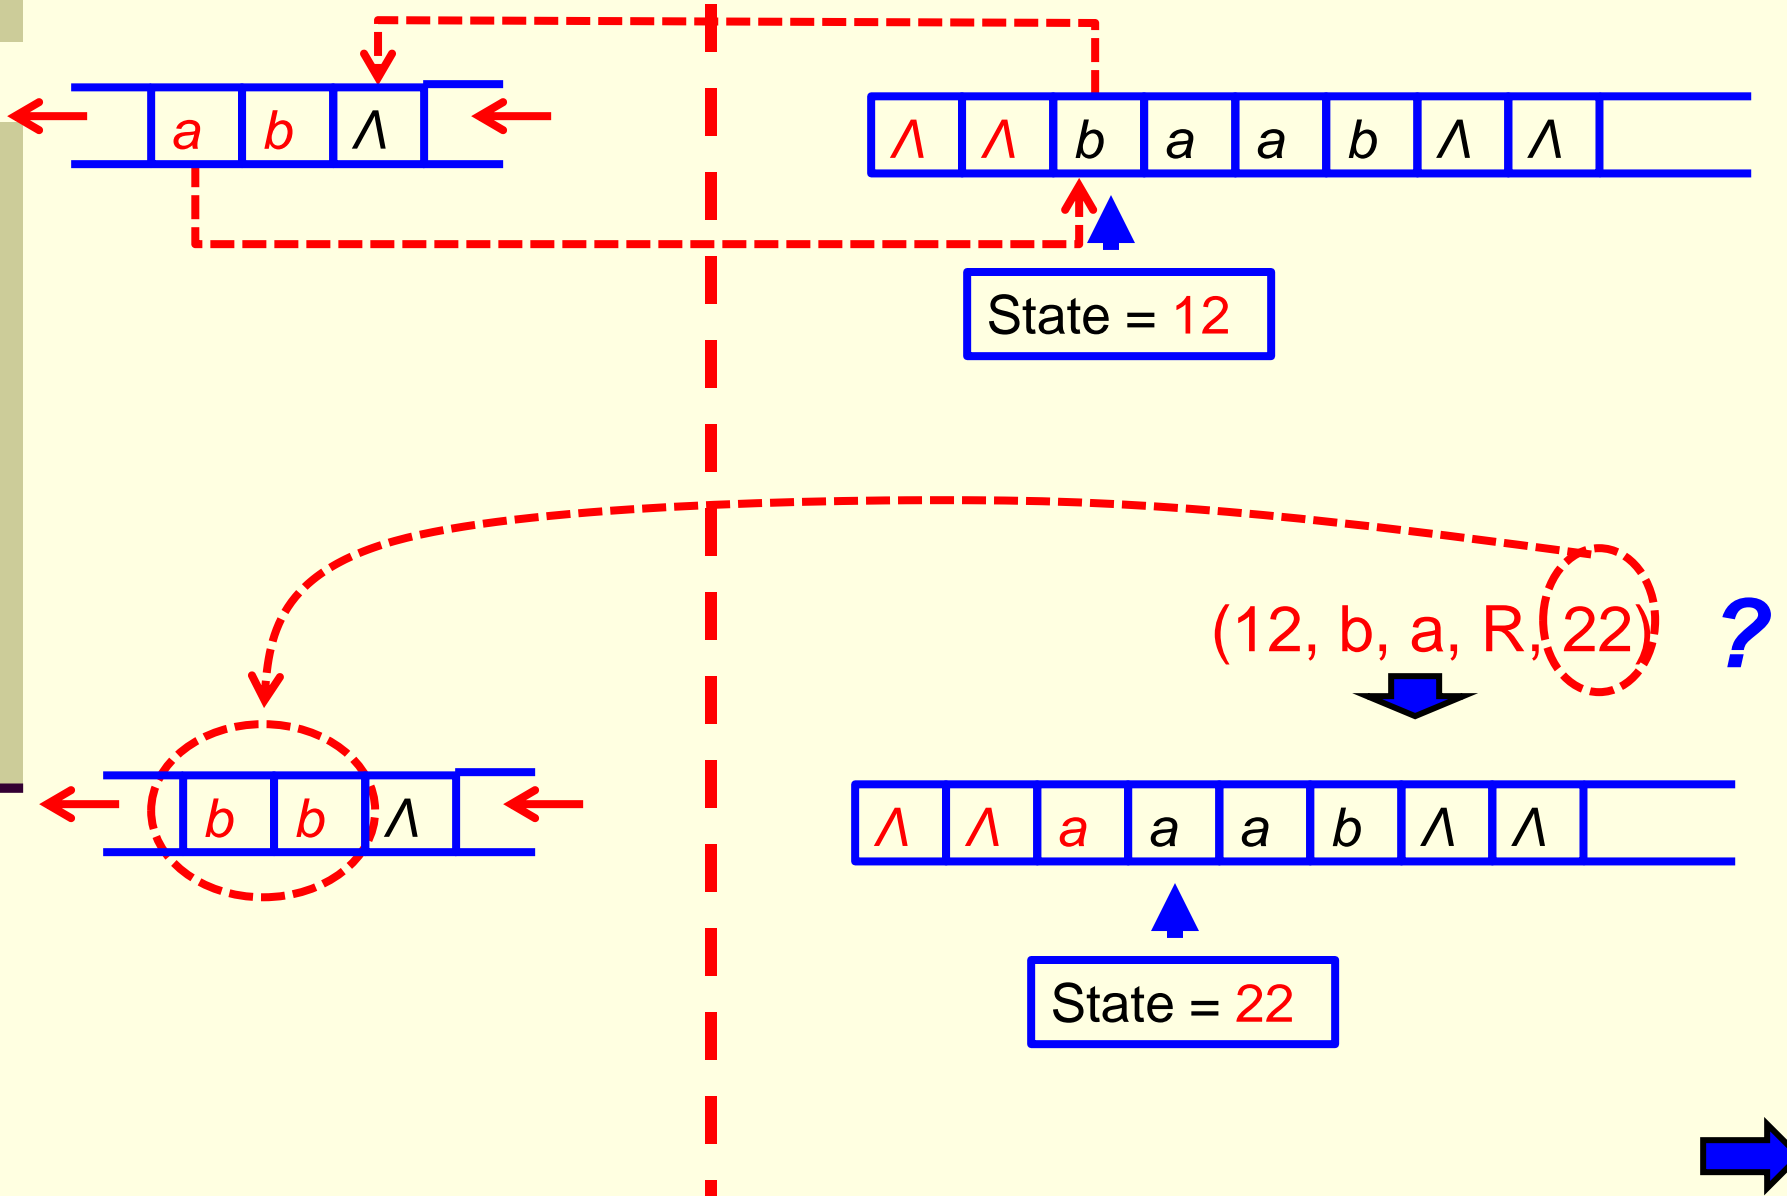 a b Λ
Λ Λ b a a b Λ Λ
State = 12
(12, b, a, R, 22) ?
b b Λ
Λ Λ a a a b Λ Λ
State = 22